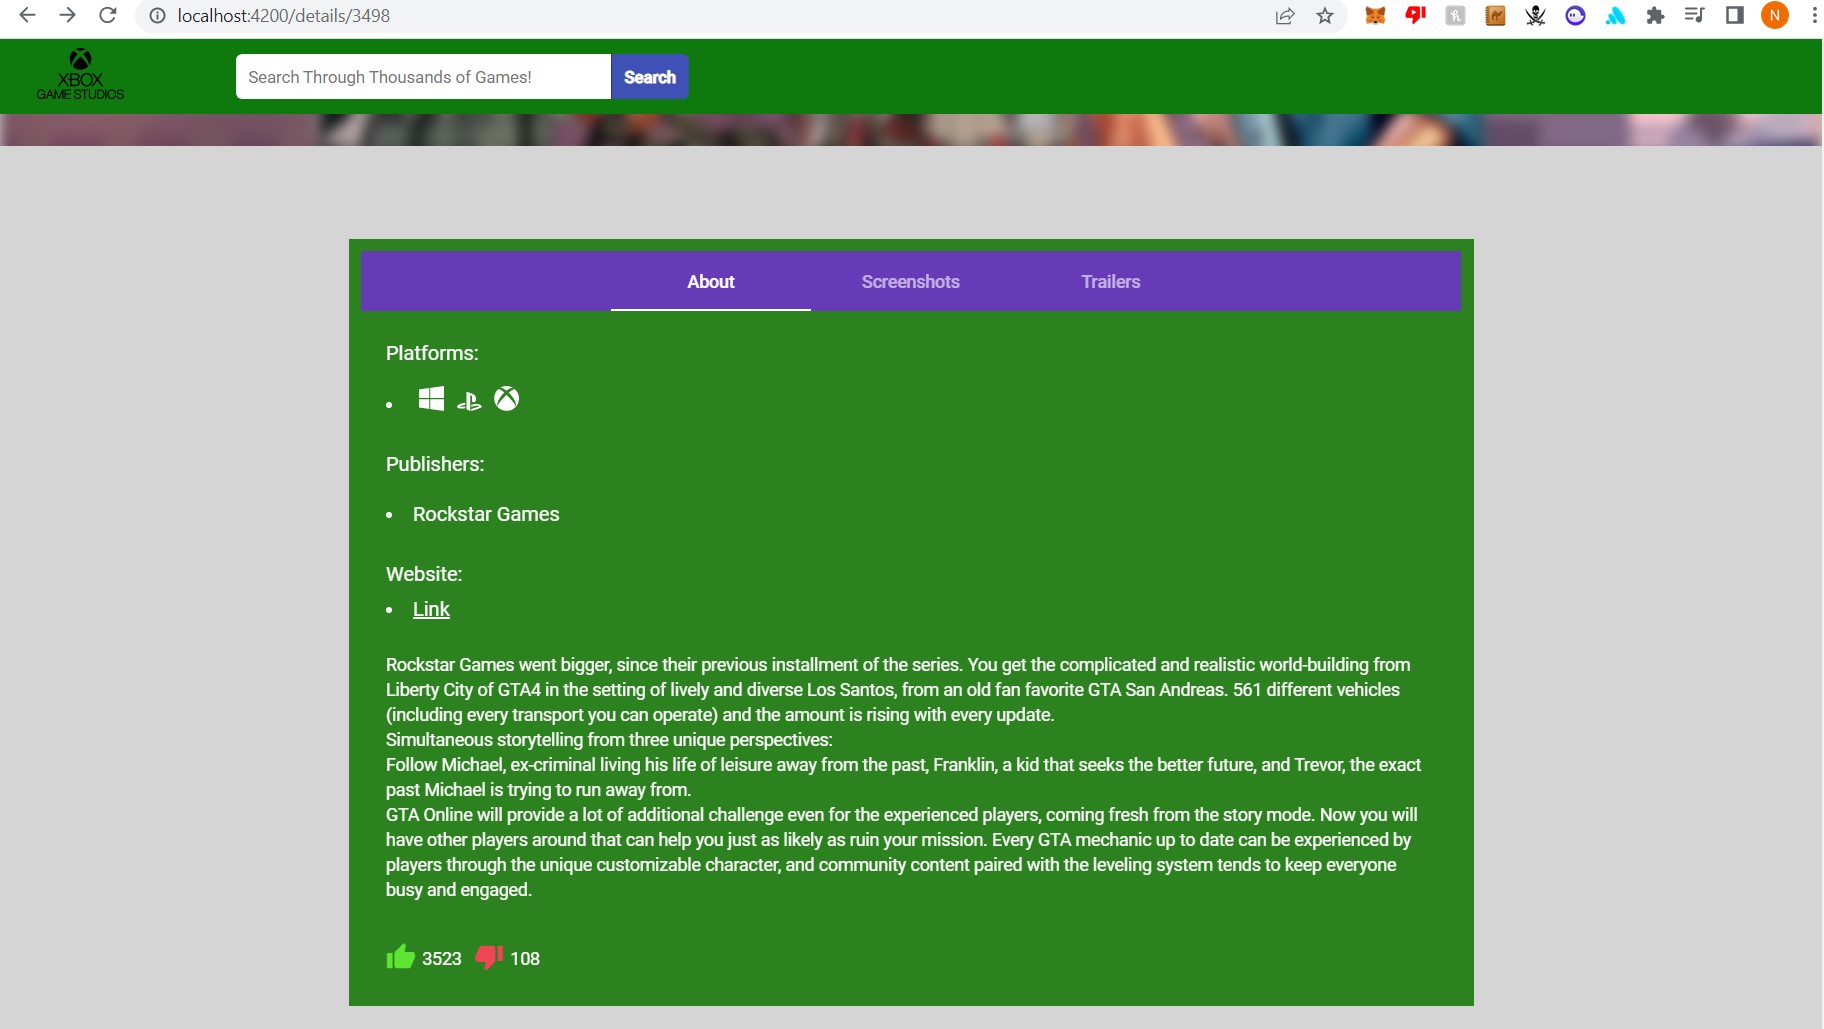 localhost:4200/details/3498
N
XBOX
GAME STUDIOS
Search Through Thousands of Games!
Search
About
Screenshots
Trailers
Platforms:
Publishers:
Rockstar Games
Website:
Link
Rockstar Games went bigger, since their previous installment of the series. You get the complicated and realistic world-building from
Liberty City of GTA4 in the setting of lively and diverse Los Santos, from an old fan favorite GTA San Andreas. 561 different vehicles
(including every transport you can operate) and the amount is rising with every update.
Simultaneous storytelling from three unique perspectives:
Follow Michael, ex-criminal living his life of leisure away from the past, Franklin, a kid that seeks the better future, and Trevor, the exact
past Michael is trying to run away from.
GTA Online will provide a lot of additional challenge even for the experienced players, coming fresh from the story mode. Now you will
have other players around that can help you just as likely as ruin your mission. Every GTA mechanic up to date can be experienced by
players through the unique customizable character, and community content paired with the leveling system tends to keep everyone
busy and engaged.
3523
108